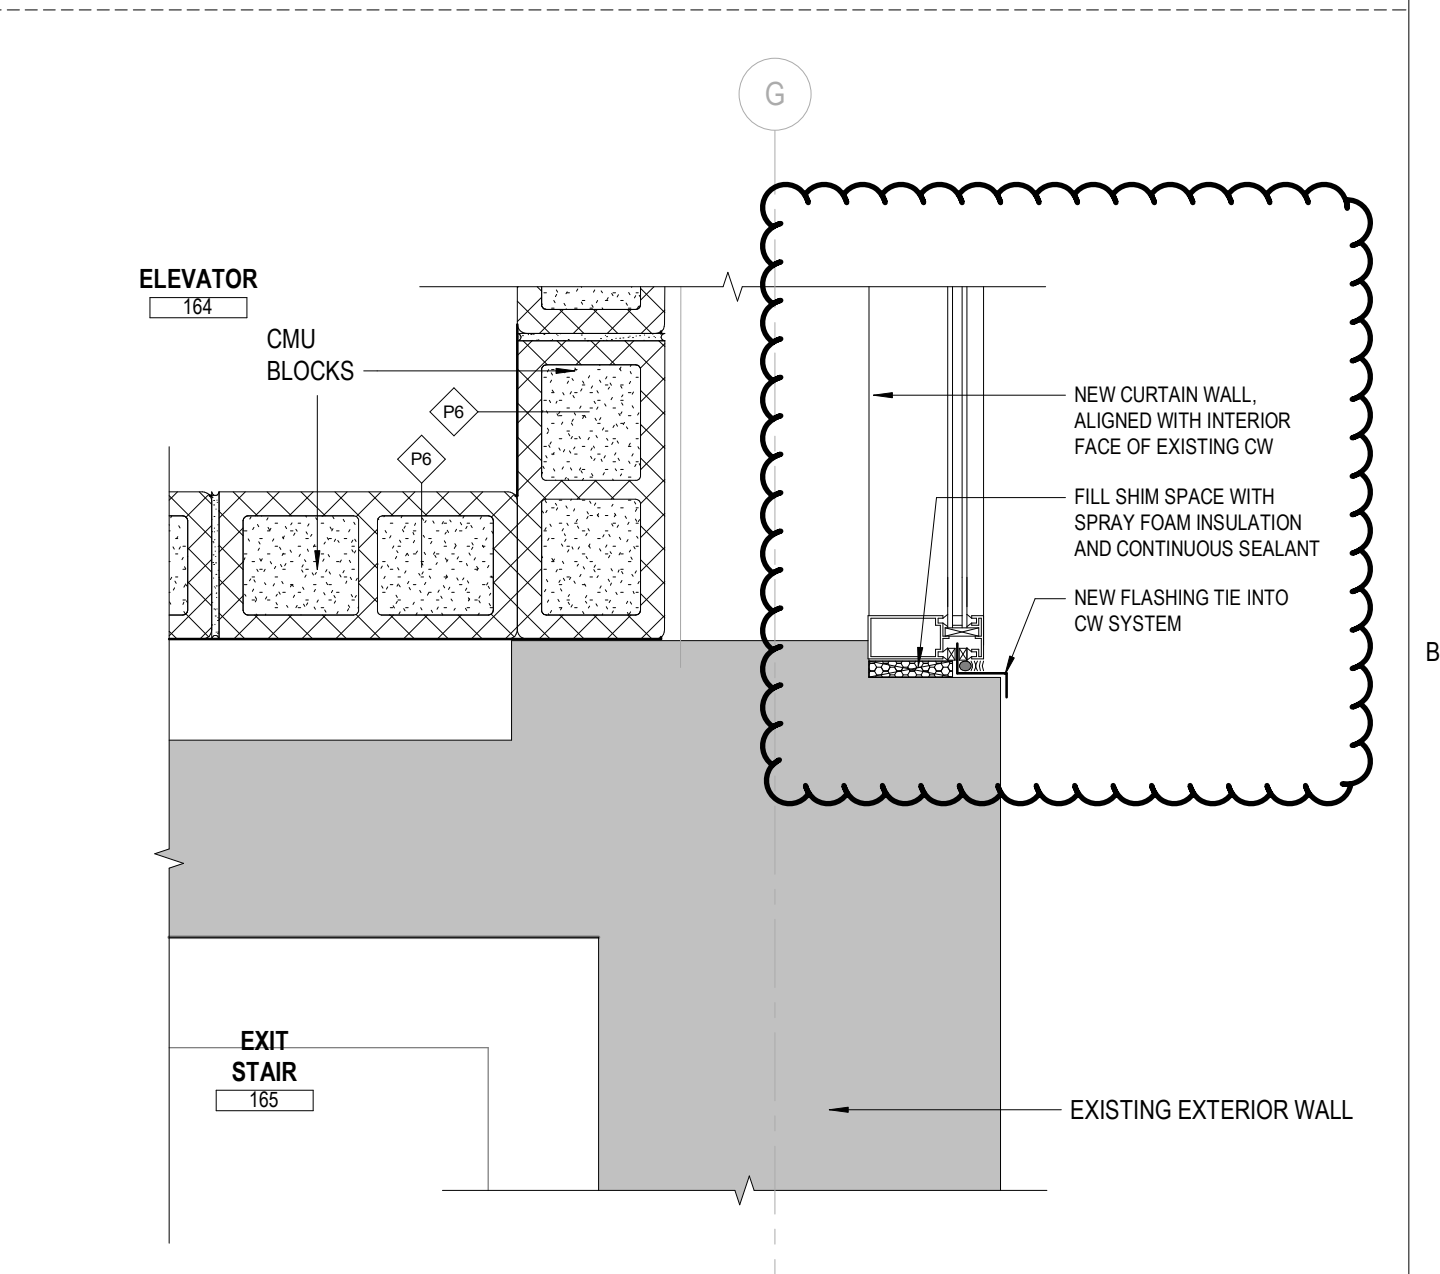 G
ELEVATOR
164
CMU
BLOCKS
P6
P6
NEW CURTAIN WALL,
ALIGNED WITH INTERIOR
FACE OF EXISTING CW
FILL SHIM SPACE WITH
SPRAY FOAM INSULATION
AND CONTINUOUS SEALANT
NEW FLASHING TIE INTO
CW SYSTEM
B
EXIT
STAIR
165
EXISTING EXTERIOR WALL